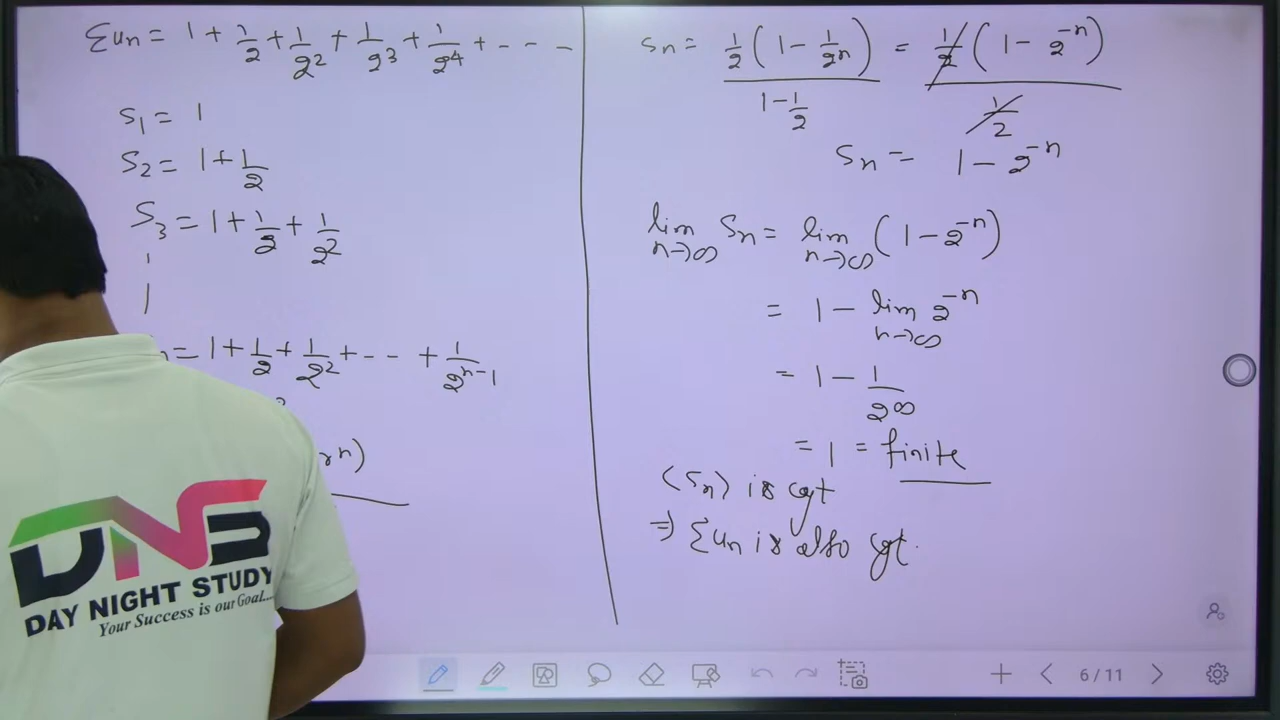 Σuₙ = 1 + 1/2 + 1/2² + 1/2³ + 1/2⁴ + - - -
S₁ = 1
S₂ = 1 + 1/2
S₃ = 1 + 1/2 + 1/2²
= 1 + 1/2 + 1/2² + - - + 1/2ⁿ⁻¹
rⁿ)
Sₙ = 1/2 (1 - 1/2ⁿ) / (1 - 1/2) = 1/2 (1 - 2⁻ⁿ) / (1/2)
Sₙ = 1 - 2⁻ⁿ
lim n→∞ Sₙ = lim n→∞ (1 - 2⁻ⁿ)
= 1 - lim n→∞ 2⁻ⁿ
= 1 - 1/2^∞
= 1 = finite
⟨Sₙ⟩ is cgt
⇒ Σuₙ is also cgt.
DNS
DAY NIGHT STUDY
Your Success is our Goal....
6 / 11